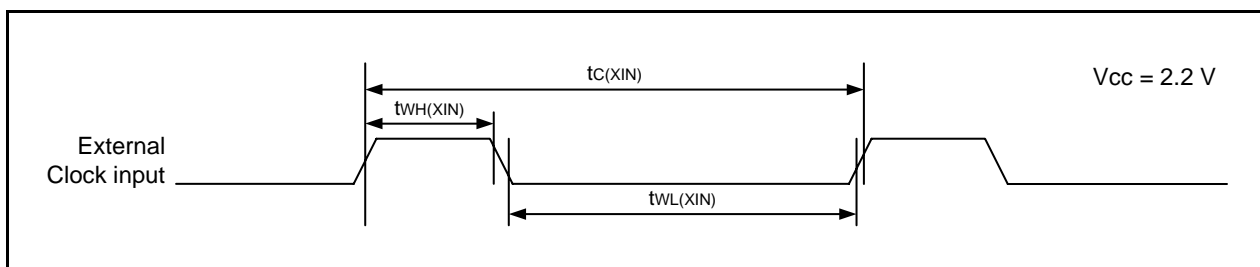 tC(XIN)
Vcc = 2.2 V
tWH(XIN)
External
Clock input
tWL(XIN)